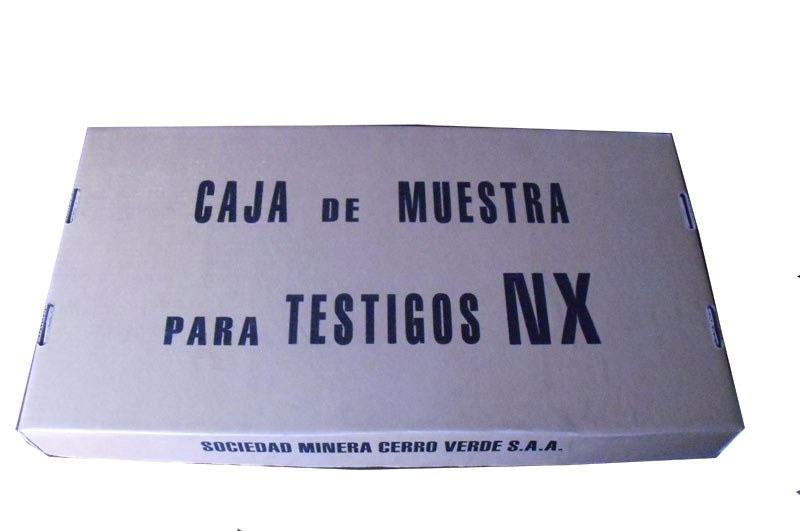 CAJA DE MUESTRA
PARA TESTIGOS NX
SOCIEDAD MINERA CERRO VERDE S.A.A.